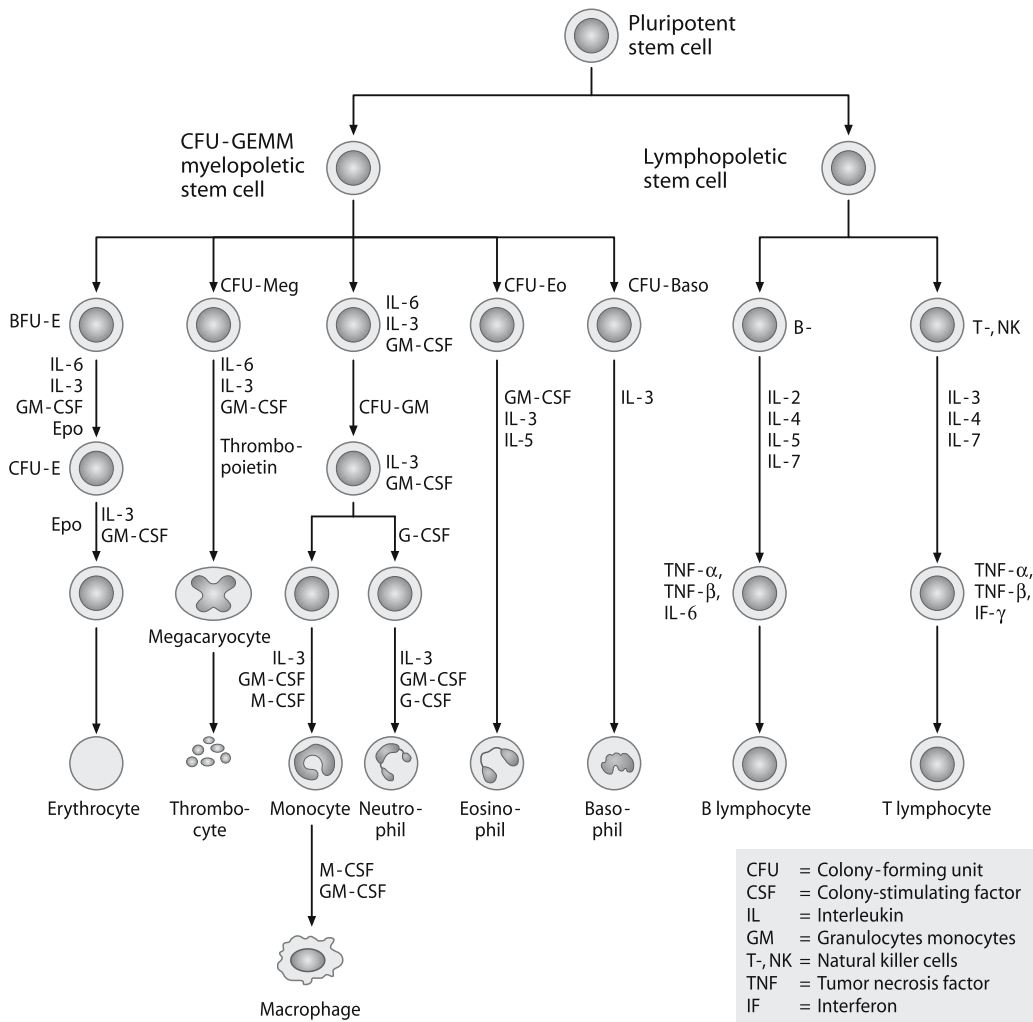 Pluripotent
stem cell
CFU-GEMM
myelopoletic
stem cell
Lymphopoletic
stem cell
CFU-Meg
CFU-Eo
CFU-Baso
BFU-E
IL-6
IL-3
GM-CSF
B-
T-, NK
IL-6
IL-3
GM-CSF
Epo
IL-6
IL-3
GM-CSF
Thrombo-
poietin
CFU-GM
GM-CSF
IL-3
IL-5
IL-3
IL-2
IL-4
IL-5
IL-7
IL-3
IL-4
IL-7
CFU-E
IL-3
GM-CSF
Epo
IL-3
GM-CSF
G-CSF
TNF-α,
TNF-β,
IL-6
TNF-α,
TNF-β,
IF-γ
Megacaryocyte
IL-3
GM-CSF
M-CSF
IL-3
GM-CSF
G-CSF
Erythrocyte
Thrombo-
cyte
Monocyte
Neutro-
phil
Eosino-
phil
Baso-
phil
B lymphocyte
T lymphocyte
M-CSF
GM-CSF
Macrophage
CFU = Colony-forming unit
CSF = Colony-stimulating factor
IL = Interleukin
GM = Granulocytes monocytes
T-, NK = Natural killer cells
TNF = Tumor necrosis factor
IF = Interferon